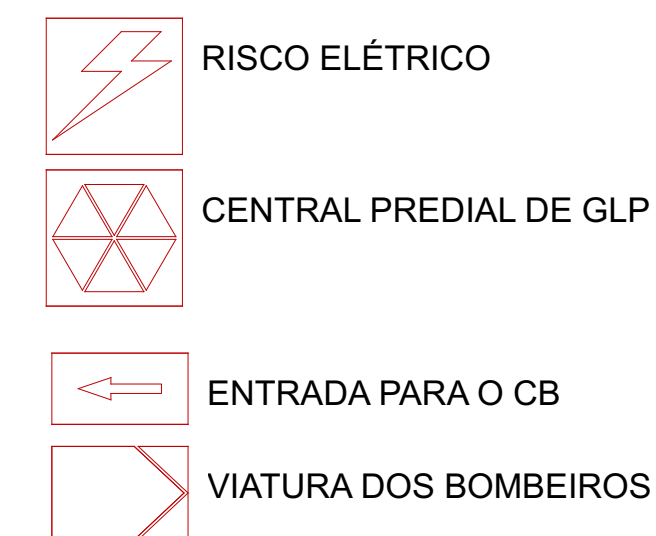 RISCO ELÉTRICO
CENTRAL PREDIAL DE GLP
ENTRADA PARA O CB
VIATURA DOS BOMBEIROS